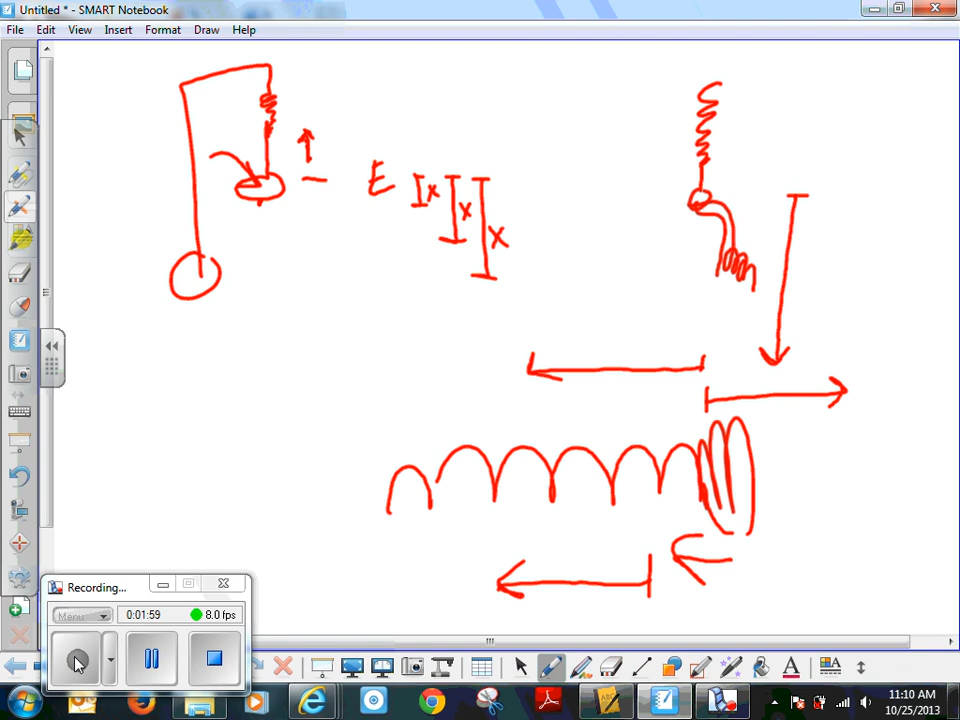 Untitled * - SMART Notebook
File Edit View Insert Format Draw Help
E x x x
Recording...
Menu 0:01:59 8.0 fps
A A
ABC
11:10 AM
10/25/2013